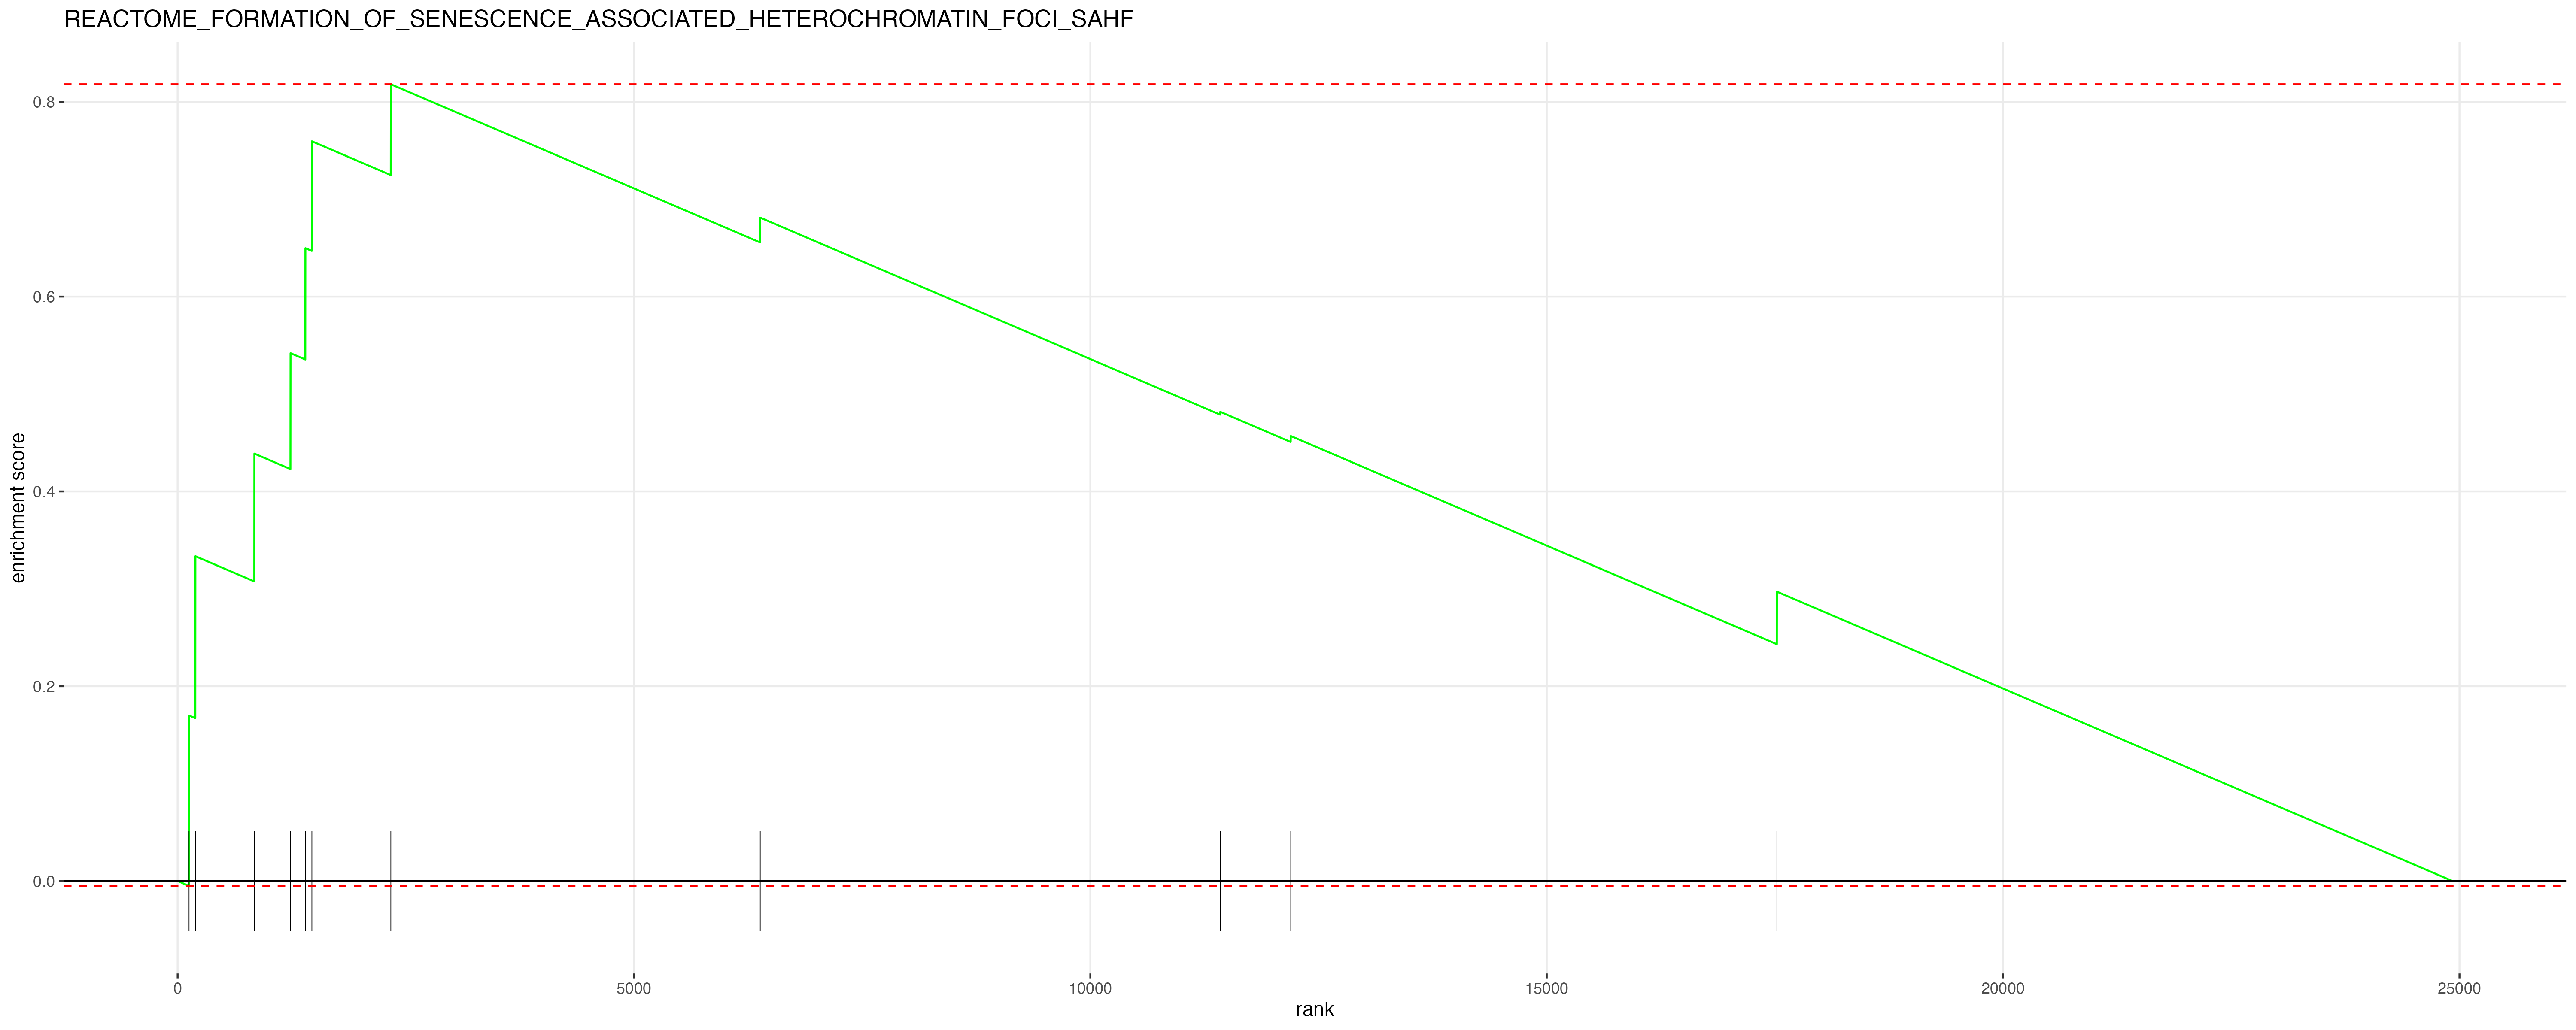 REACTOME_FORMATION_OF_SENESCENCE_ASSOCIATED_HETEROCHROMATIN_FOCI_SAHF
0.8
0.6
0.4
0.2
0.0
enrichment score
0 5000 10000 15000 20000 25000
rank